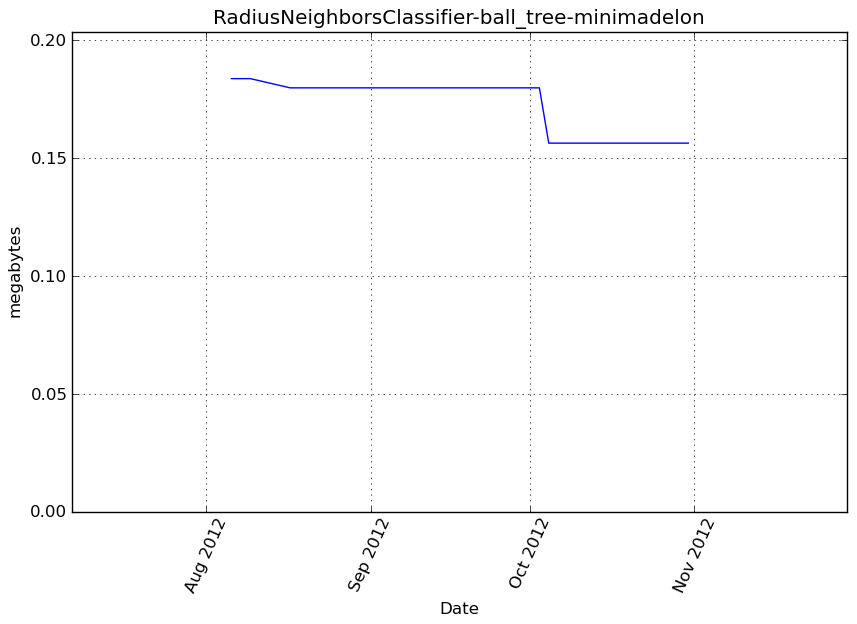 RadiusNeighborsClassifier-ball_tree-minimadelon
0.20
0.15
0.10
0.05
0.00
megabytes
Aug 2012
Sep 2012
Oct 2012
Nov 2012
Date